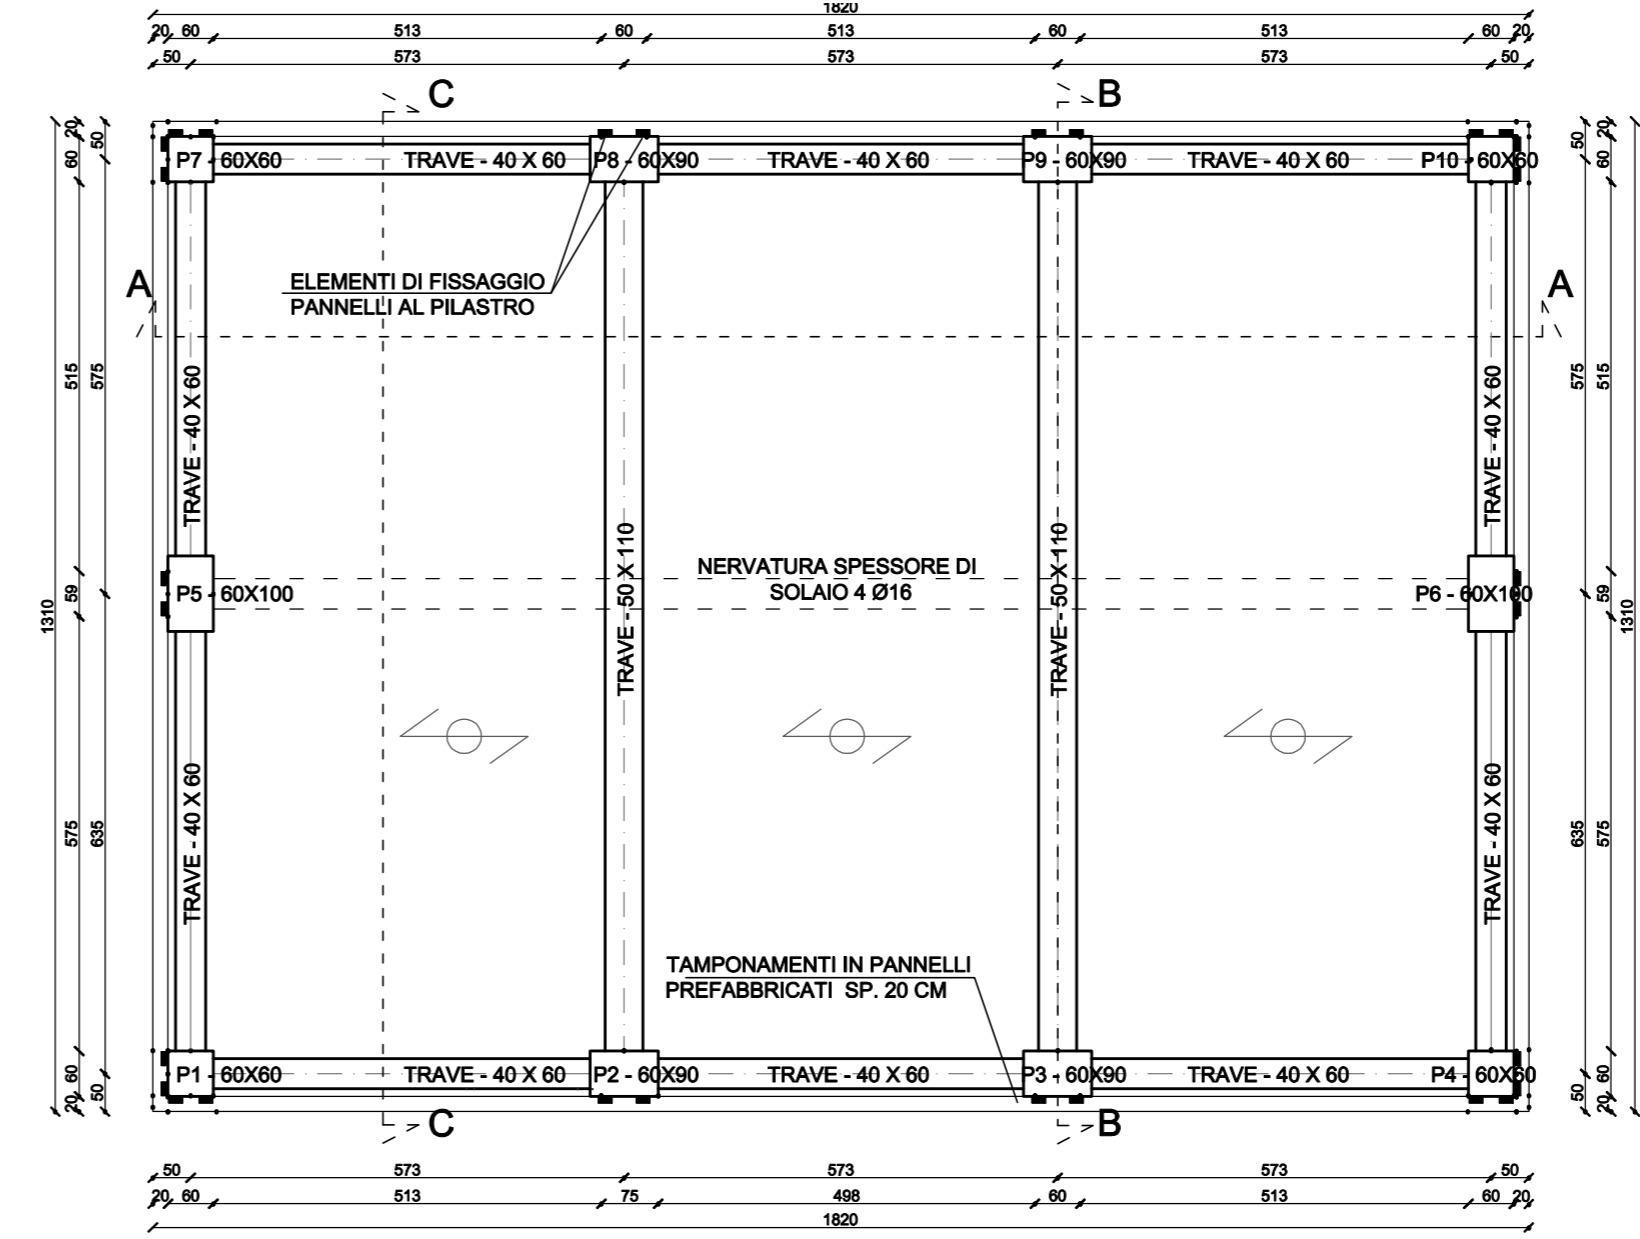 1820
20 60 513 60 513 60 513 60 20
50 573 573 573 50
C B
20 50 50 20
60 60
P7 - 60X60 TRAVE - 40 X 60 P8 - 60X90 TRAVE - 40 X 60 P9 - 60X90 TRAVE - 40 X 60 P10 - 60X60
ELEMENTI DI FISSAGGIO
PANNELLI AL PILASTRO
A A
515 575 575 515
TRAVE - 40 X 60 TRAVE - 40 X 60
NERVATURA SPESSORE DI
SOLAIO 4 Ø16
TRAVE - 50 X 110 TRAVE - 50 X 110
1310 59 P5 - 60X100 P6 - 60X100 59 1310
575 635 635 575
TRAVE - 40 X 60 TRAVE - 40 X 60
TAMPONAMENTI IN PANNELLI
PREFABBRICATI SP. 20 CM
60 P1 - 60X60 TRAVE - 40 X 60 P2 - 60X90 TRAVE - 40 X 60 P3 - 60X90 TRAVE - 40 X 60 P4 - 60X60 60
20 50 50 20
C B
50 573 573 573 50
20 60 513 75 498 60 513 60 20
1820